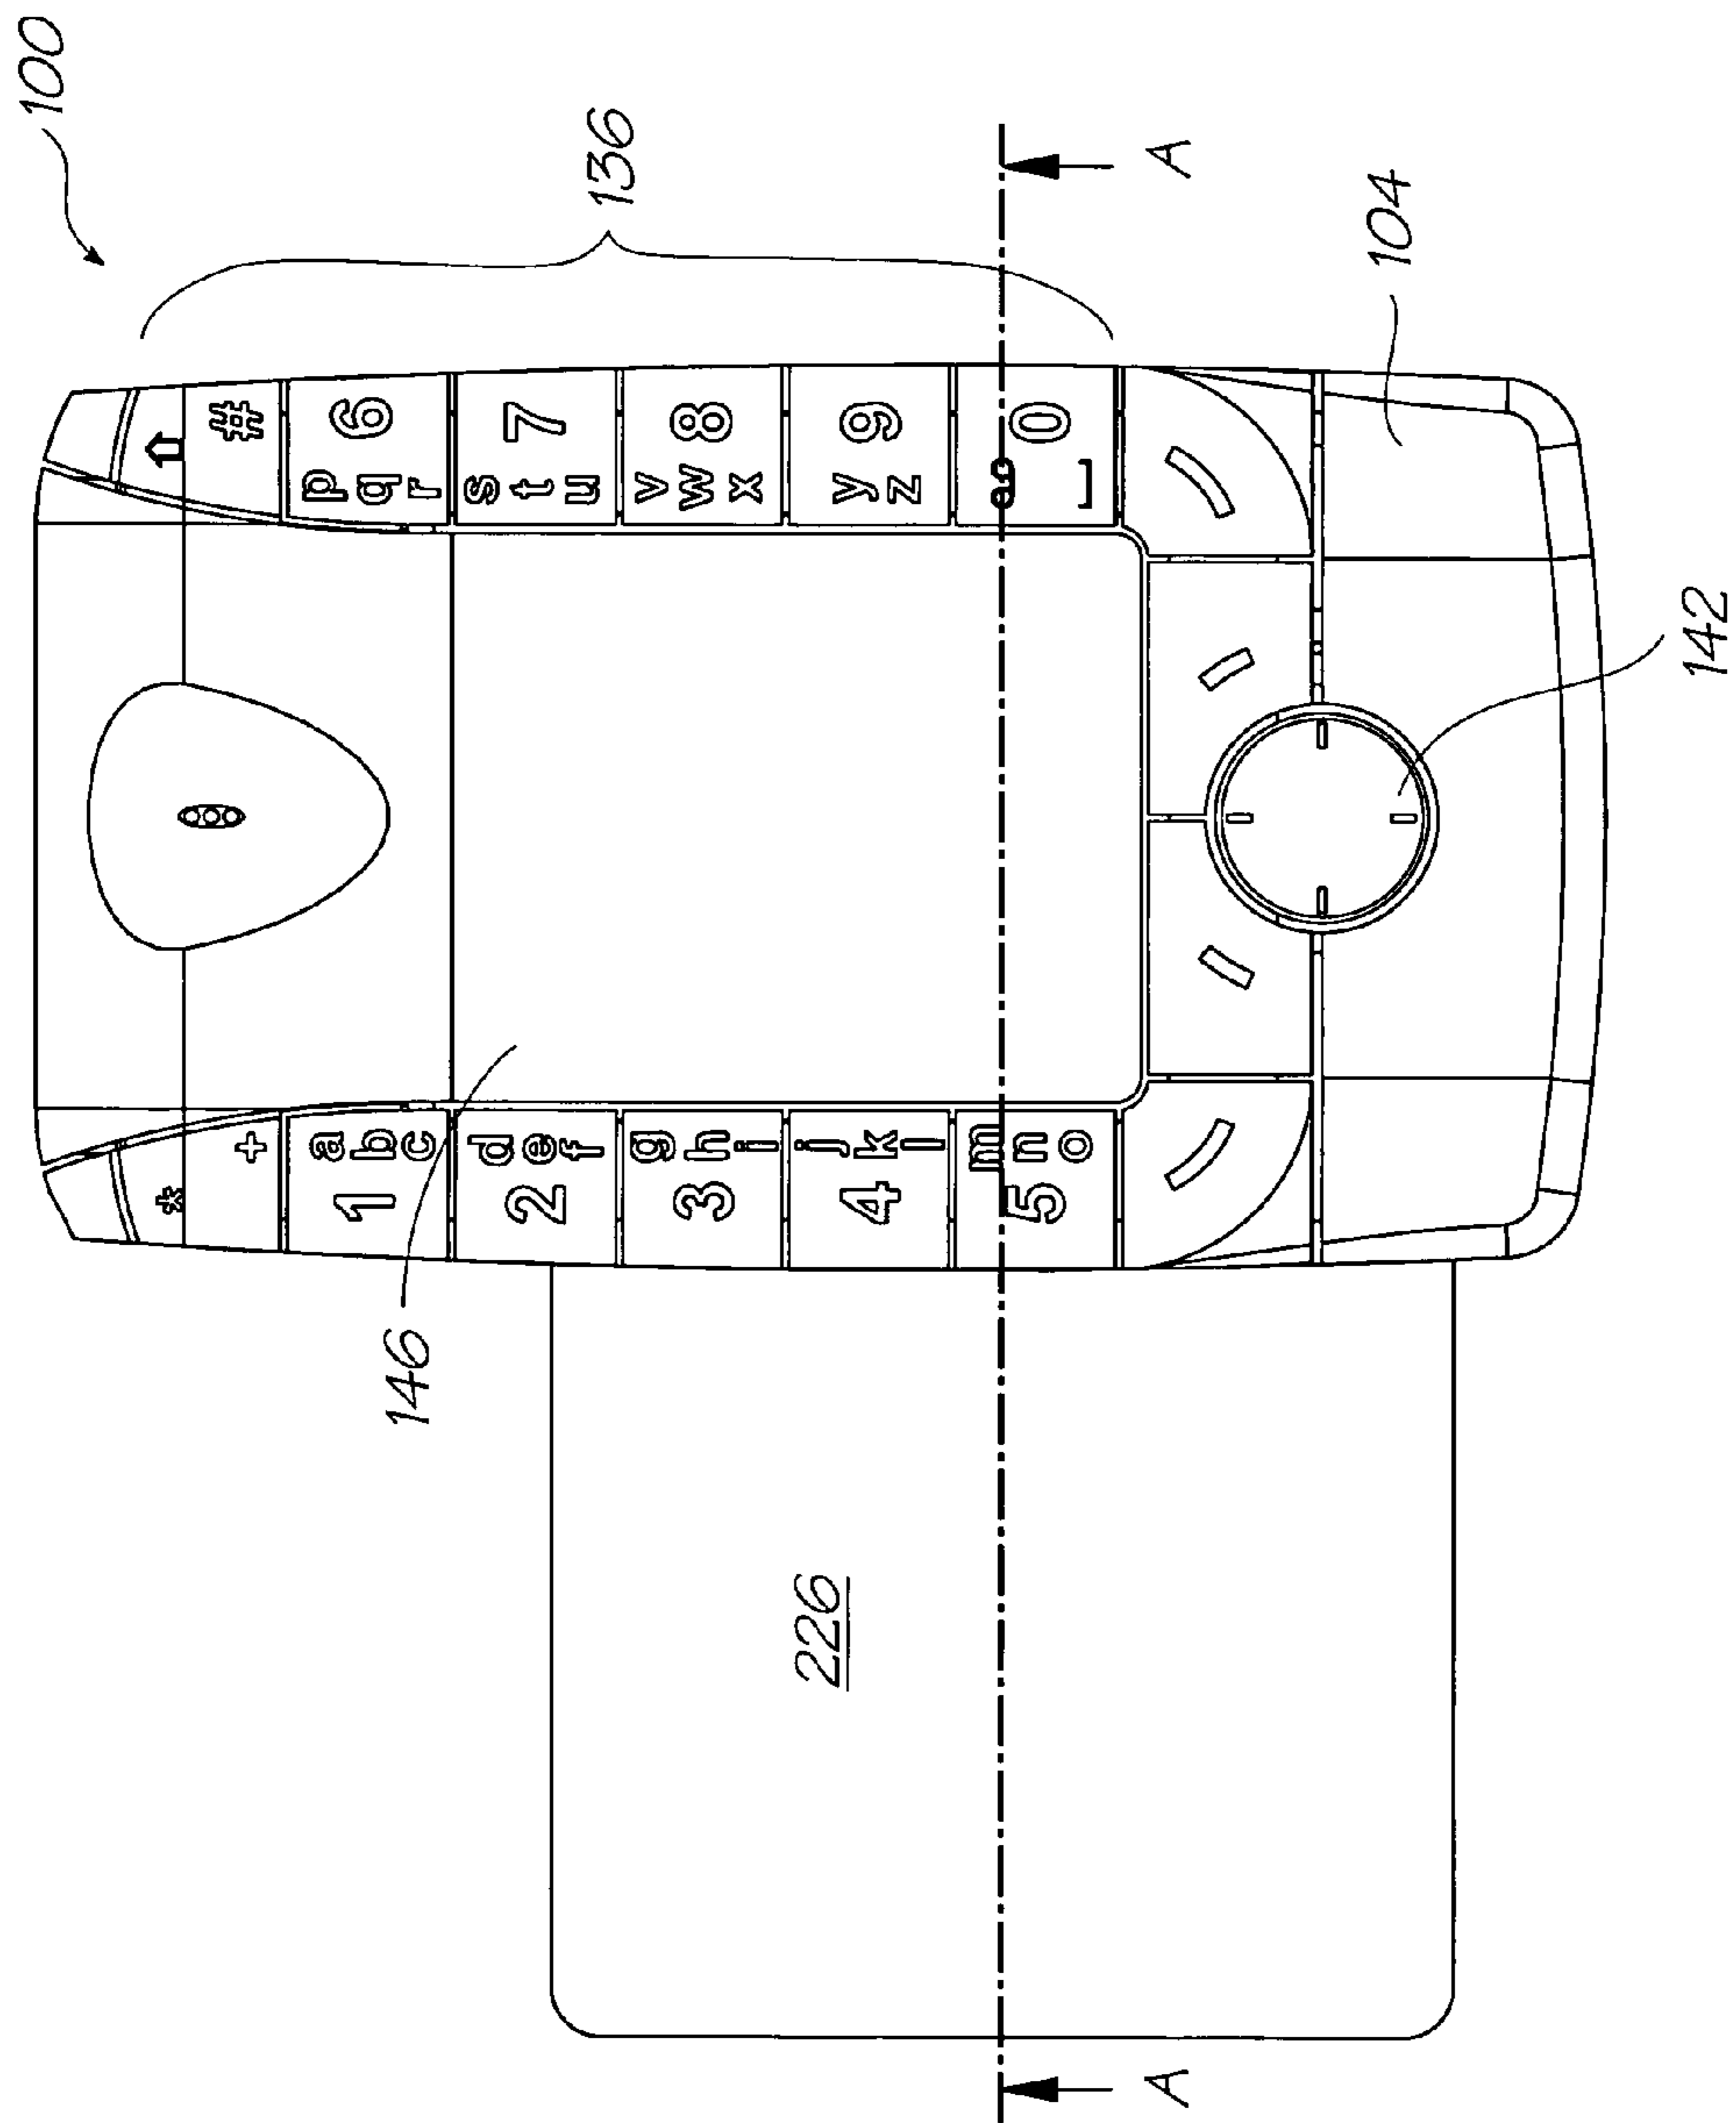 100
*
+
#
136
1 abc
pqr 6
2 def
stu 7
146
3 ghi
vwx 8
4 jkl
yz 9
226
5 mno
0
A
A
104
142